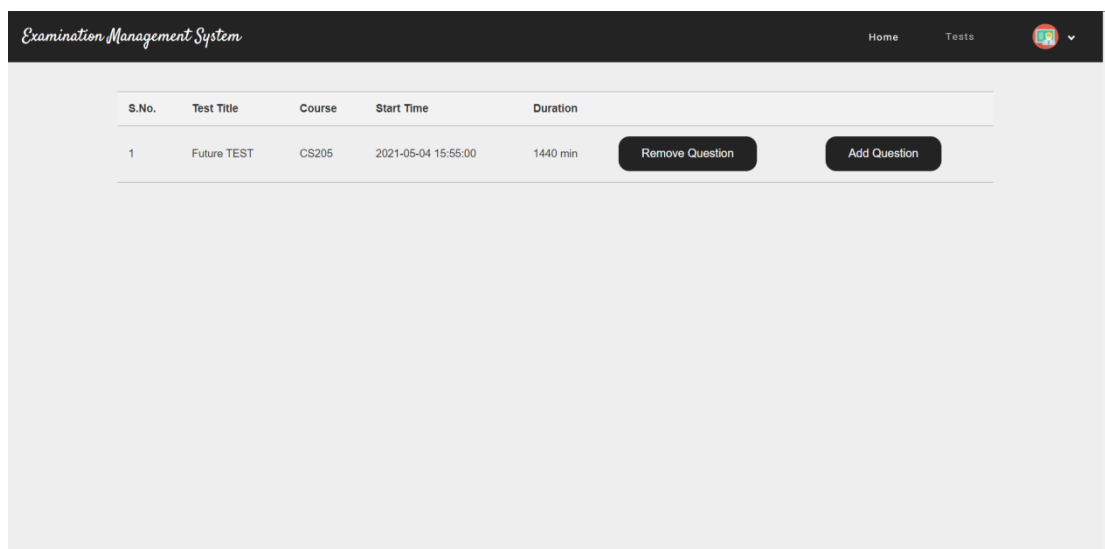 Examination Management System Home Tests
S.No. Test Title Course Start Time Duration
1 Future TEST CS205 2021-05-04 15:55:00 1440 min Remove Question Add Question